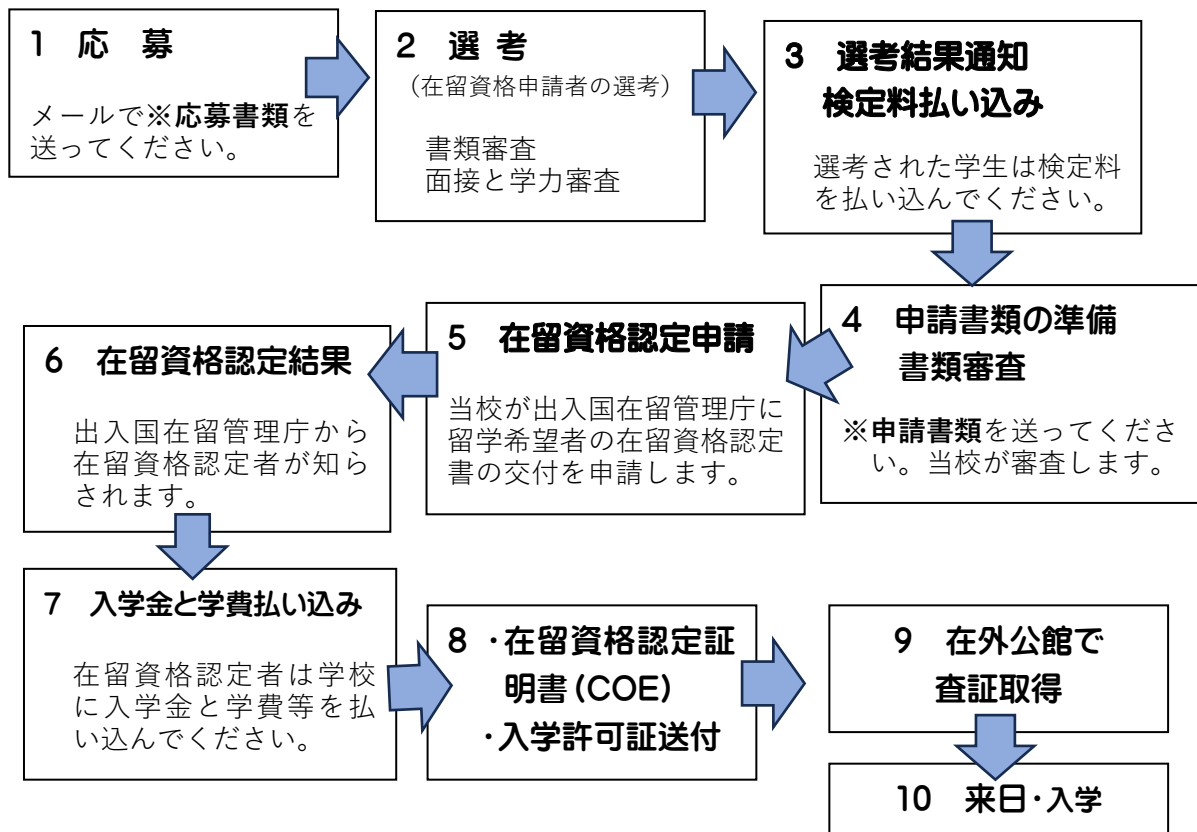 1 応 募
メールで※応募書類を
送ってください。
2 選 考
（在留資格申請者の選考）
書類審査
面接と学力審査
3 選考結果通知
検定料払い込み
選考された学生は検定料
を払い込んでください。
4 申請書類の準備
書類審査
※申請書類を送ってくださ
い。当校が審査します。
5 在留資格認定申請
当校が出入国在留管理庁に
留学希望者の在留資格認定
書の交付を申請します。
6 在留資格認定結果
出入国在留管理庁から
在留資格認定者が知ら
されます。
7 入学金と学費払い込み
在留資格認定者は学校
に入学金と学費等を払
い込んでください。
8 ・在留資格認定証
明書（COE）
・入学許可証送付
9 在外公館で
査証取得
10 来日・入学